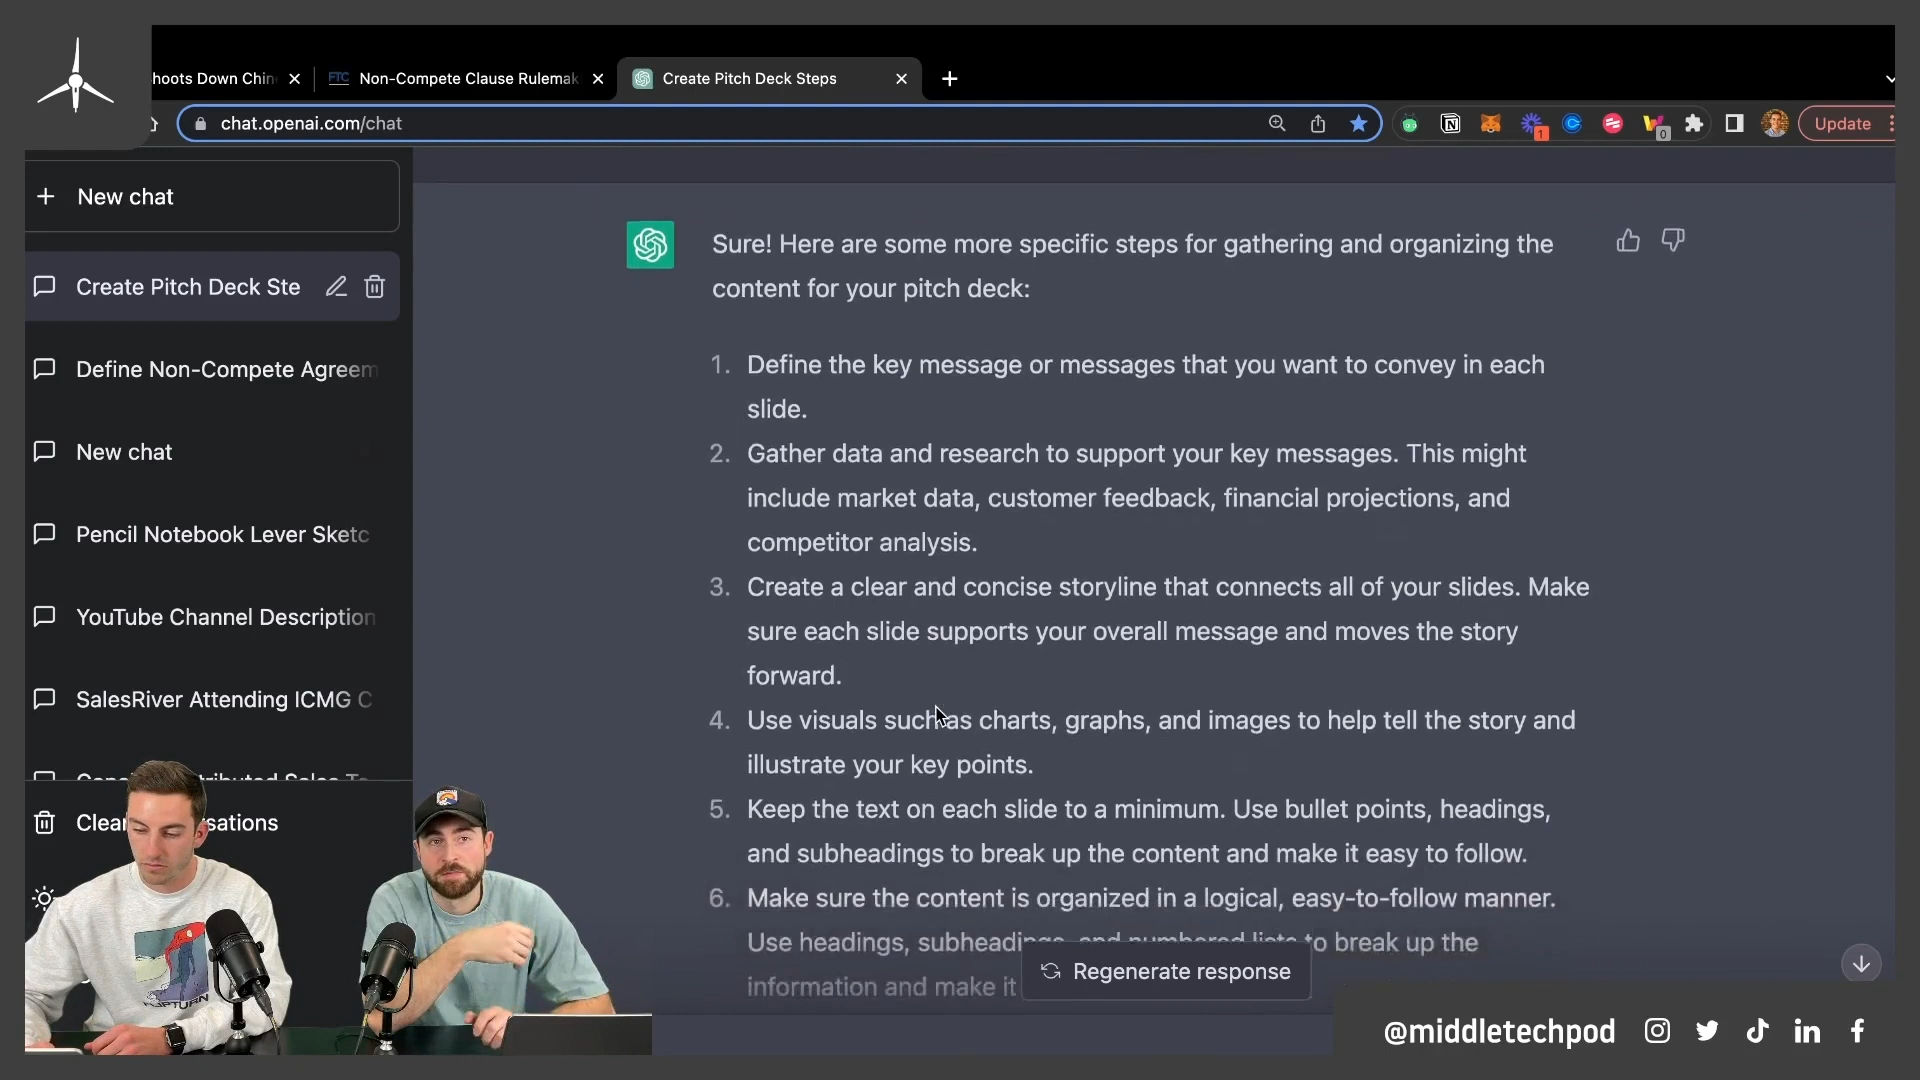 hoots Down Chin
FTC
Non-Compete Clause Rulemak
Create Pitch Deck Steps
chat.openai.com/chat
1
0
Update
New chat
Create Pitch Deck Ste
Define Non-Compete Agreem
New chat
Pencil Notebook Lever Sketc
YouTube Channel Description
SalesRiver Attending ICMG C
Clear
sations
Sure! Here are some more specific steps for gathering and organizing the
content for your pitch deck:
1. Define the key message or messages that you want to convey in each
slide.
2. Gather data and research to support your key messages. This might
include market data, customer feedback, financial projections, and
competitor analysis.
3. Create a clear and concise storyline that connects all of your slides. Make
sure each slide supports your overall message and moves the story
forward.
4. Use visuals such as charts, graphs, and images to help tell the story and
illustrate your key points.
5. Keep the text on each slide to a minimum. Use bullet points, headings,
and subheadings to break up the content and make it easy to follow.
6. Make sure the content is organized in a logical, easy-to-follow manner.
Use headings, subheadings, and numbered lists to break up the
information and make it
Regenerate response
@middletechpod